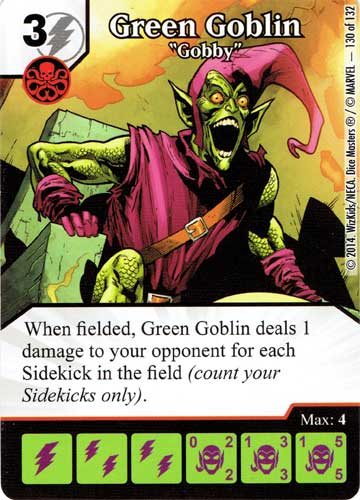 3
Green Goblin
"Gobby"
© 2014. WizKids/NECA. Dice Masters ® / © MARVEL — 130 of 132
When fielded, Green Goblin deals 1
damage to your opponent for each
Sidekick in the field (count your
Sidekicks only).
Max: 4
0 2 2
1 3 3
1 5 5